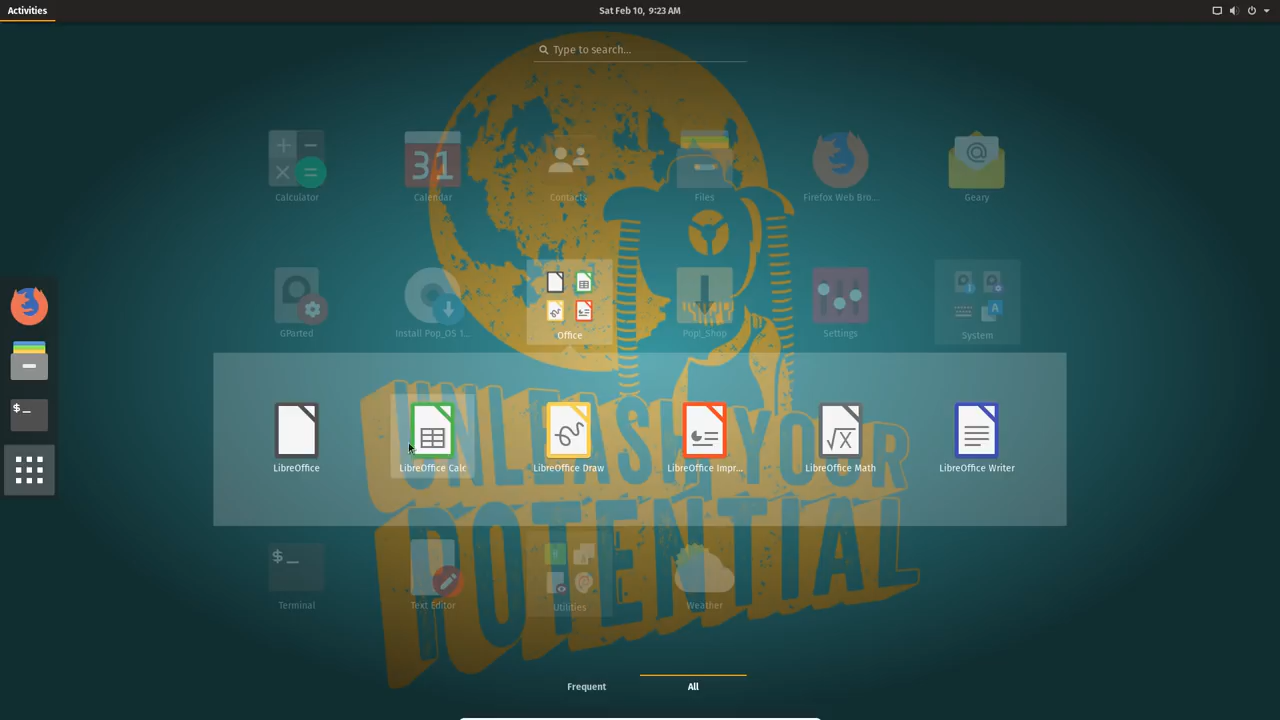 Activities
Sat Feb 10, 9:23 AM
Type to search...
31
Calculator
Calendar
Contacts
Files
Firefox Web Bro...
Geary
GParted
Install Pop_OS 1...
Office
Pop!_Shop
Settings
System
LibreOffice
LibreOffice Calc
LibreOffice Draw
LibreOffice Impr...
LibreOffice Math
LibreOffice Writer
UNLEASH YOUR
POTENTIAL
Terminal
Text Editor
Utilities
Weather
Frequent
All